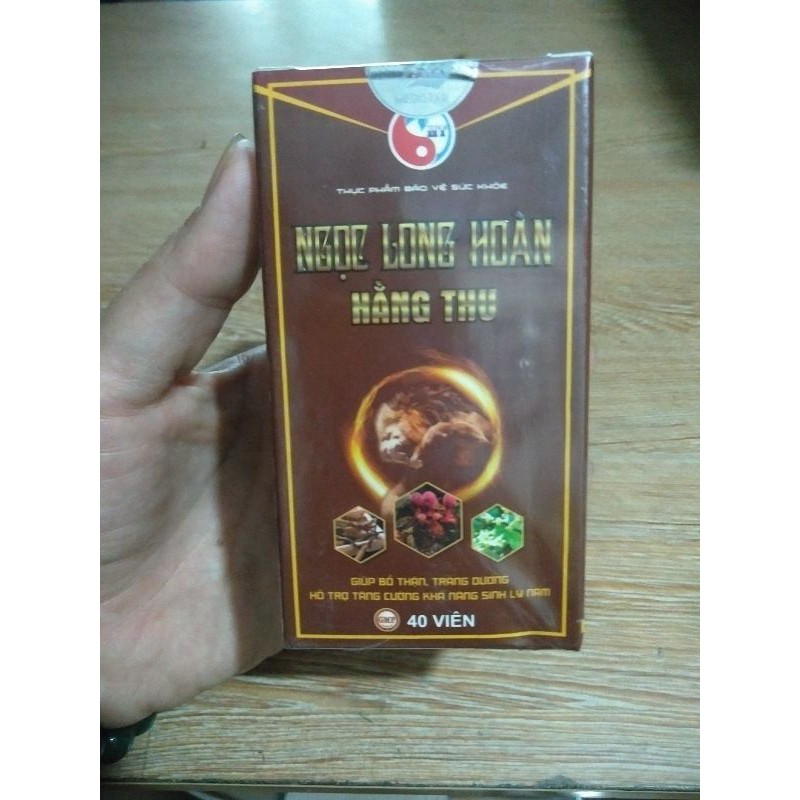 THỰC PHẨM BẢO VỆ SỨC KHỎE
NGỌC LONG HOÀN
HẰNG THU
GIÚP BỔ THẬN, TRÁNG DƯƠNG
HỖ TRỢ TĂNG CƯỜNG KHẢ NĂNG SINH LÝ NAM
GMP
40 VIÊN